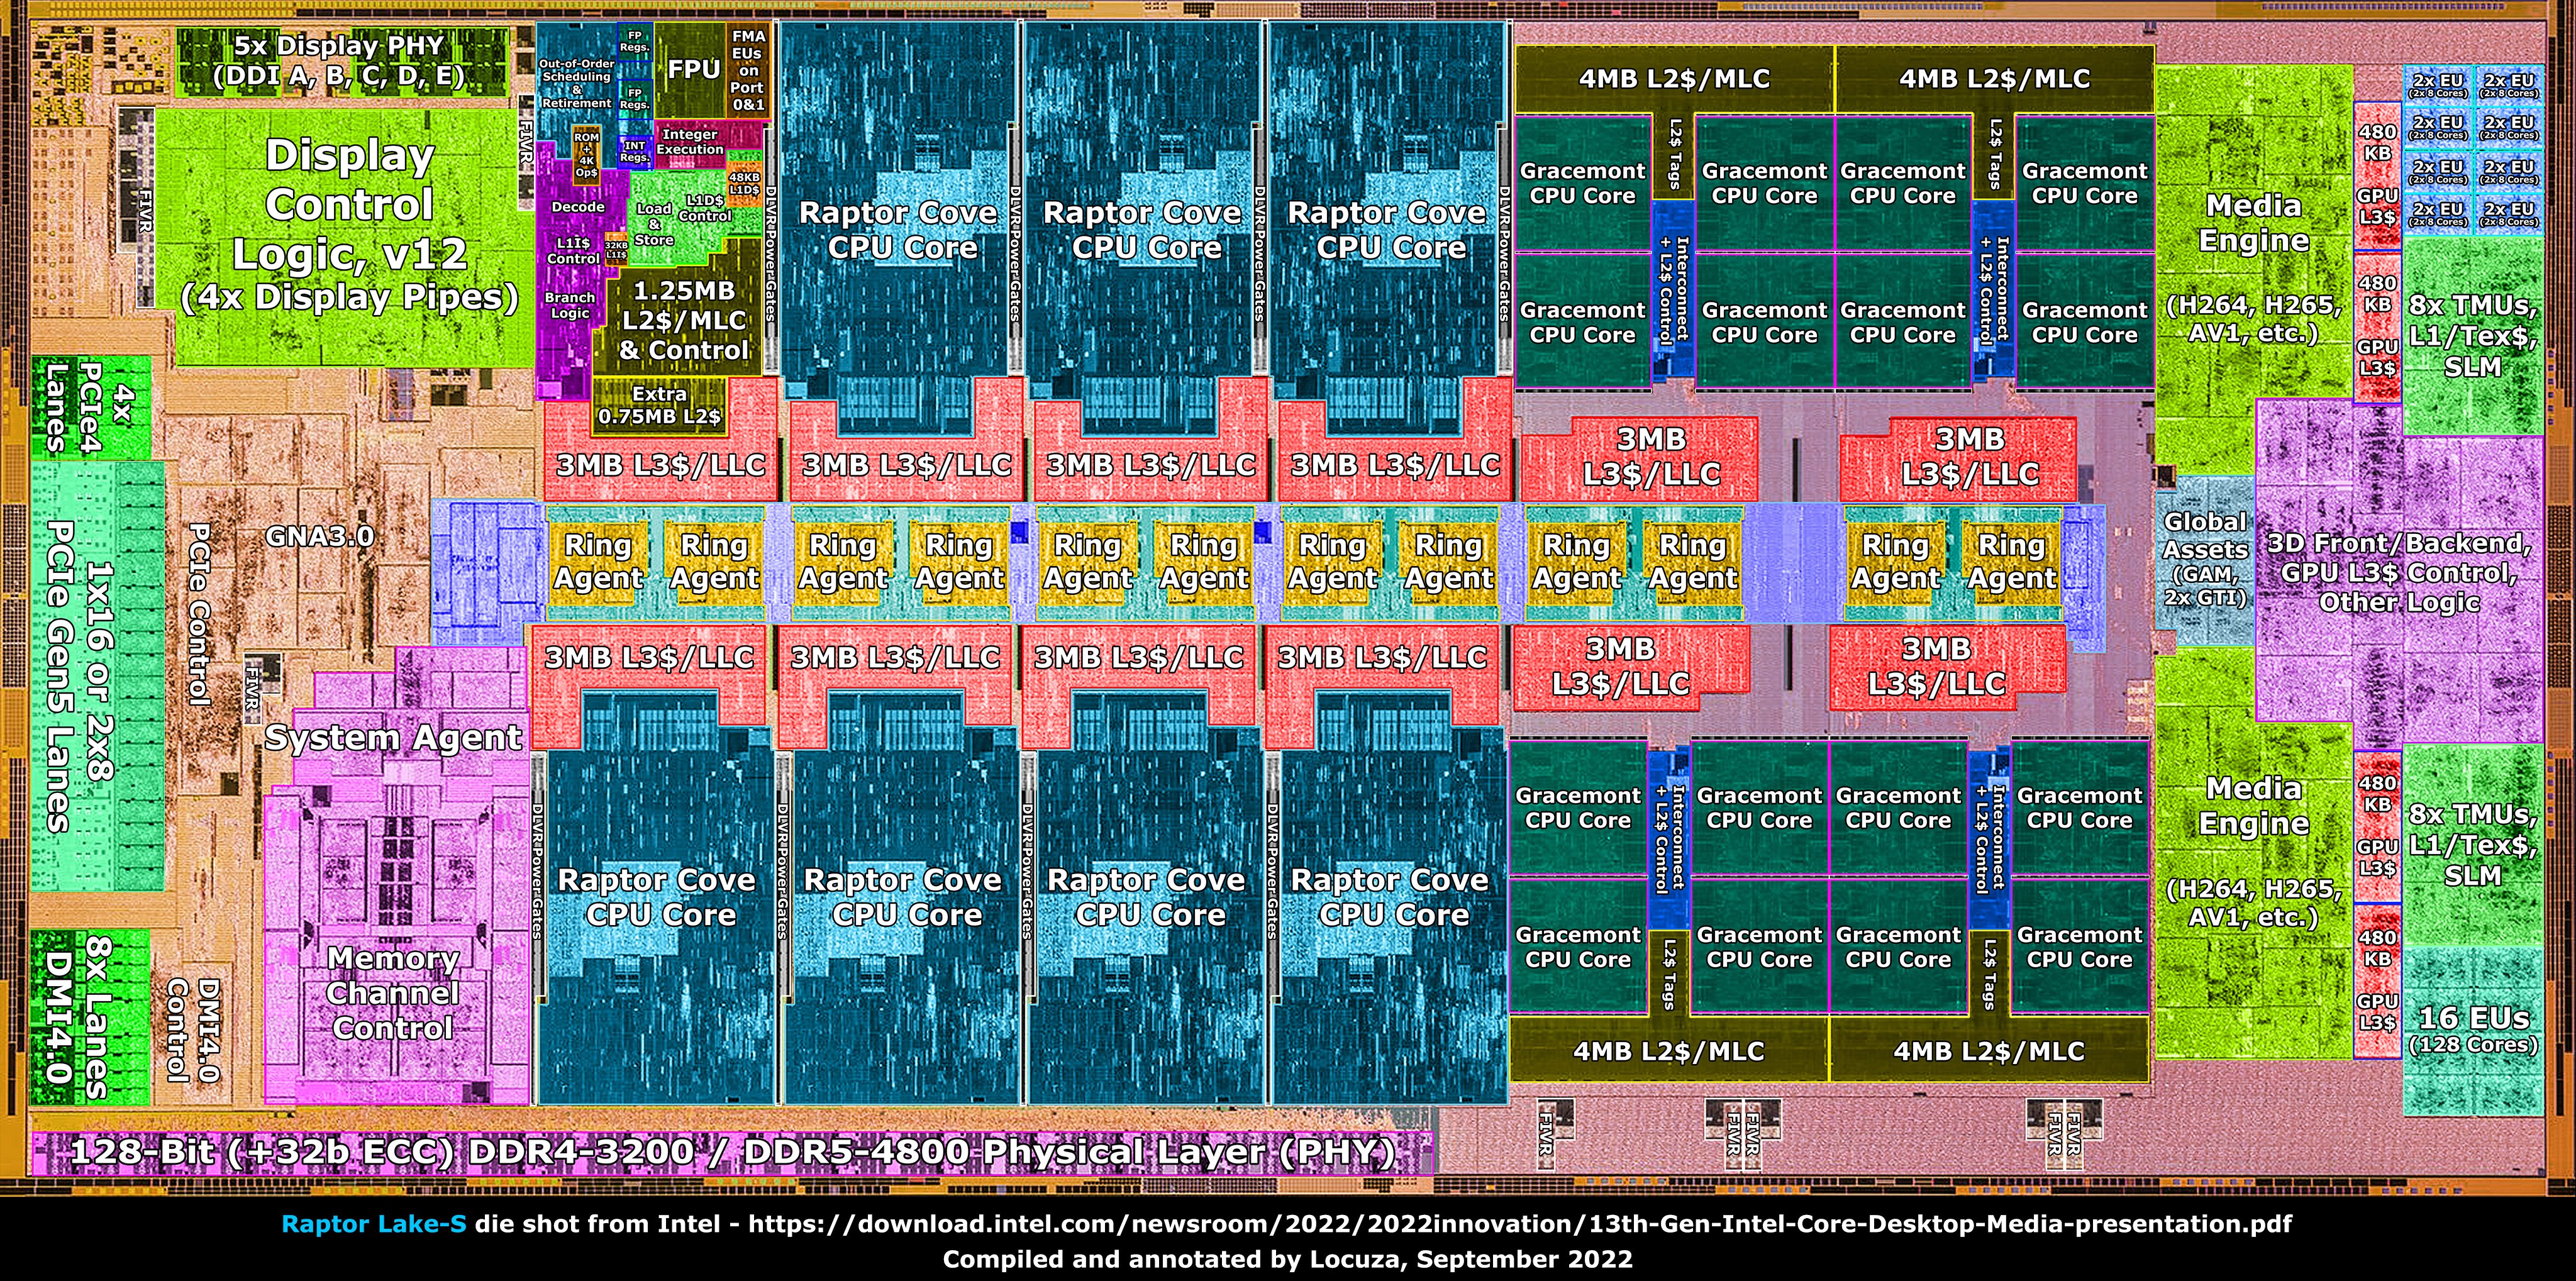 5x Display PHY
(DDI A, B, C, D, E)
FIVR
FIVR
Display
Control
Logic, v12
(4x Display Pipes)
4x
PCIe4
Lanes
1x16 or 2x8
PCIe Gen5 Lanes
PCIe Control
GNA3.0
FIVR
System Agent
Memory
Channel
Control
8x Lanes
DMI4.0
DMI4.0
Control
128-Bit (+32b ECC) DDR4-3200 / DDR5-4800 Physical Layer (PHY)
Out-of-Order
Scheduling
&
Retirement
FP
Regs.
FP
Regs.
INT
Regs.
FPU
FMA
EUs
on
Port
0&1
ROM
+
4K
Op$
Integer
Execution
48KB
L1D$
Decode
Load
&
Store
L1D$
Control
L1I$
Control
32KB
L1I$
Branch
Logic
1.25MB
L2$/MLC
& Control
Extra
0.75MB L2$
DLVR PowerGates
Raptor Cove
CPU Core
DLVR PowerGates
Raptor Cove
CPU Core
DLVR PowerGates
Raptor Cove
CPU Core
DLVR PowerGates
3MB L3$/LLC
3MB L3$/LLC
3MB L3$/LLC
3MB L3$/LLC
3MB
L3$/LLC
3MB
L3$/LLC
Ring
Agent
Ring
Agent
Ring
Agent
Ring
Agent
Ring
Agent
Ring
Agent
Ring
Agent
Ring
Agent
Ring
Agent
Ring
Agent
Ring
Agent
Ring
Agent
3MB L3$/LLC
3MB L3$/LLC
3MB L3$/LLC
3MB L3$/LLC
3MB
L3$/LLC
3MB
L3$/LLC
DLVR PowerGates
Raptor Cove
CPU Core
DLVR PowerGates
Raptor Cove
CPU Core
DLVR PowerGates
Raptor Cove
CPU Core
DLVR PowerGates
Raptor Cove
CPU Core
4MB L2$/MLC
4MB L2$/MLC
L2$ Tags
L2$ Tags
Gracemont
CPU Core
Gracemont
CPU Core
Gracemont
CPU Core
Gracemont
CPU Core
Interconnect
+ L2$ Control
Interconnect
+ L2$ Control
Gracemont
CPU Core
Gracemont
CPU Core
Gracemont
CPU Core
Gracemont
CPU Core
Gracemont
CPU Core
Gracemont
CPU Core
Gracemont
CPU Core
Gracemont
CPU Core
Interconnect
+ L2$ Control
Interconnect
+ L2$ Control
Gracemont
CPU Core
Gracemont
CPU Core
Gracemont
CPU Core
Gracemont
CPU Core
L2$ Tags
L2$ Tags
4MB L2$/MLC
4MB L2$/MLC
FIVR
FIVR
FIVR
FIVR
FIVR
Media
Engine
(H264, H265,
AV1, etc.)
480
KB
GPU
L3$
480
KB
GPU
L3$
2x EU
(2x 8 Cores)
2x EU
(2x 8 Cores)
2x EU
(2x 8 Cores)
2x EU
(2x 8 Cores)
2x EU
(2x 8 Cores)
2x EU
(2x 8 Cores)
2x EU
(2x 8 Cores)
2x EU
(2x 8 Cores)
8x TMUs,
L1/Tex$,
SLM
Global
Assets
(GAM,
2x GTI)
3D Front/Backend,
GPU L3$ Control,
Other Logic
Media
Engine
(H264, H265,
AV1, etc.)
480
KB
GPU
L3$
480
KB
GPU
L3$
8x TMUs,
L1/Tex$,
SLM
16 EUs
(128 Cores)
Raptor Lake-S die shot from Intel - https://download.intel.com/newsroom/2022/2022innovation/13th-Gen-Intel-Core-Desktop-Media-presentation.pdf
Compiled and annotated by Locuza, September 2022